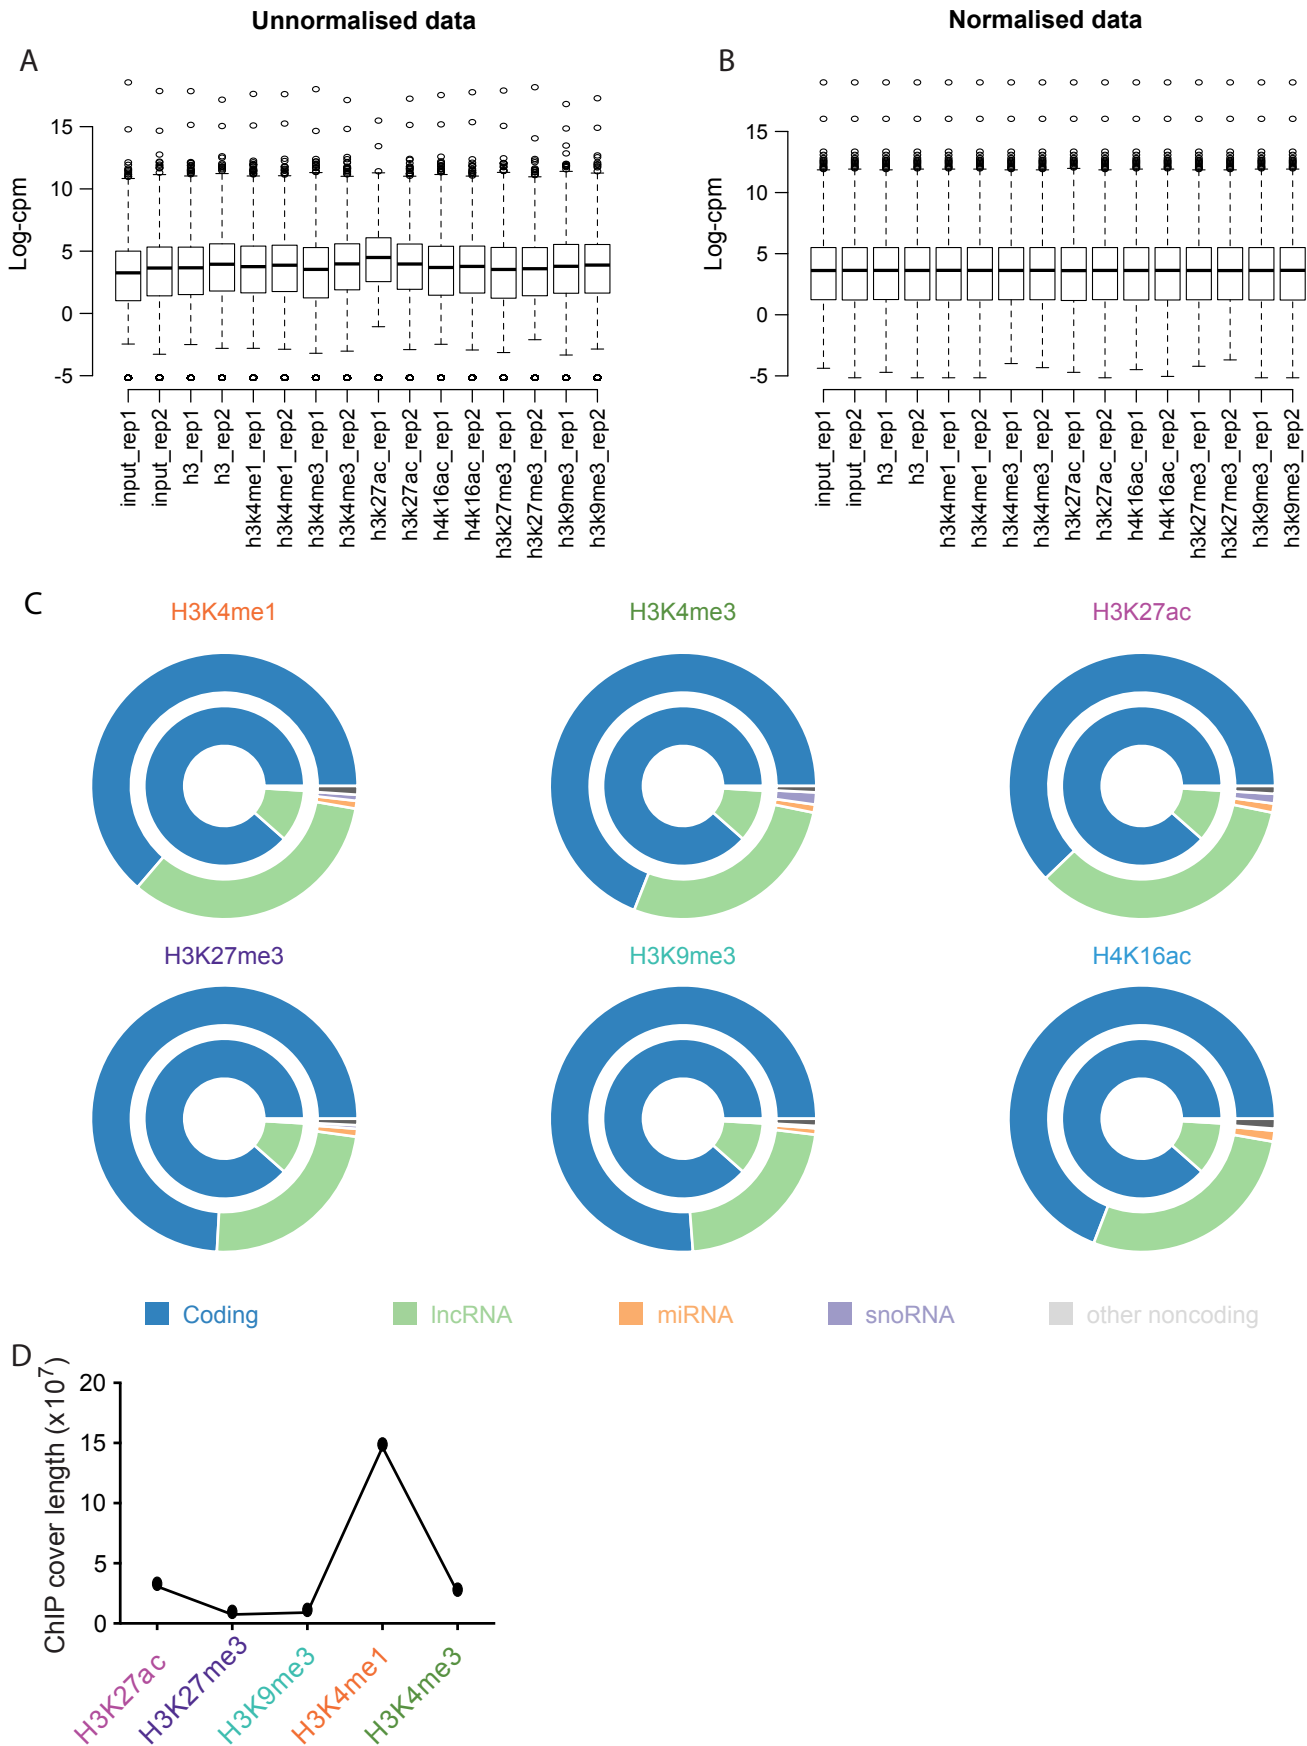 Unnormalised data
Normalised data
A
B
Log-cpm
15
10
5
0
-5
input_rep1
input_rep2
h3_rep1
h3_rep2
h3k4me1_rep1
h3k4me1_rep2
h3k4me3_rep1
h3k4me3_rep2
h3k27ac_rep1
h3k27ac_rep2
h4k16ac_rep1
h4k16ac_rep2
h3k27me3_rep1
h3k27me3_rep2
h3k9me3_rep1
h3k9me3_rep2
Log-cpm
15
10
5
0
-5
input_rep1
input_rep2
h3_rep1
h3_rep2
h3k4me1_rep1
h3k4me1_rep2
h3k4me3_rep1
h3k4me3_rep2
h3k27ac_rep1
h3k27ac_rep2
h4k16ac_rep1
h4k16ac_rep2
h3k27me3_rep1
h3k27me3_rep2
h3k9me3_rep1
h3k9me3_rep2
C
H3K4me1
H3K4me3
H3K27ac
H3K27me3
H3K9me3
H4K16ac
Coding
lncRNA
miRNA
snoRNA
other noncoding
D
ChIP cover length (x10⁷)
20
15
10
5
0
H3K27ac
H3K27me3
H3K9me3
H3K4me1
H3K4me3